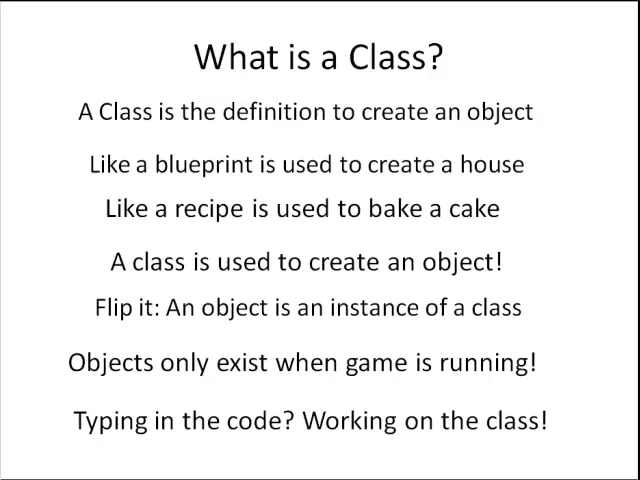 What is a Class?
A Class is the definition to create an object
Like a blueprint is used to create a house
Like a recipe is used to bake a cake
A class is used to create an object!
Flip it: An object is an instance of a class
Objects only exist when game is running!
Typing in the code? Working on the class!